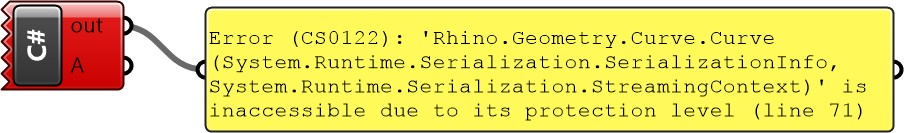 C#
out
A
Error (CS0122): 'Rhino.Geometry.Curve.Curve
(System.Runtime.Serialization.SerializationInfo,
System.Runtime.Serialization.StreamingContext)' is
inaccessible due to its protection level (line 71)